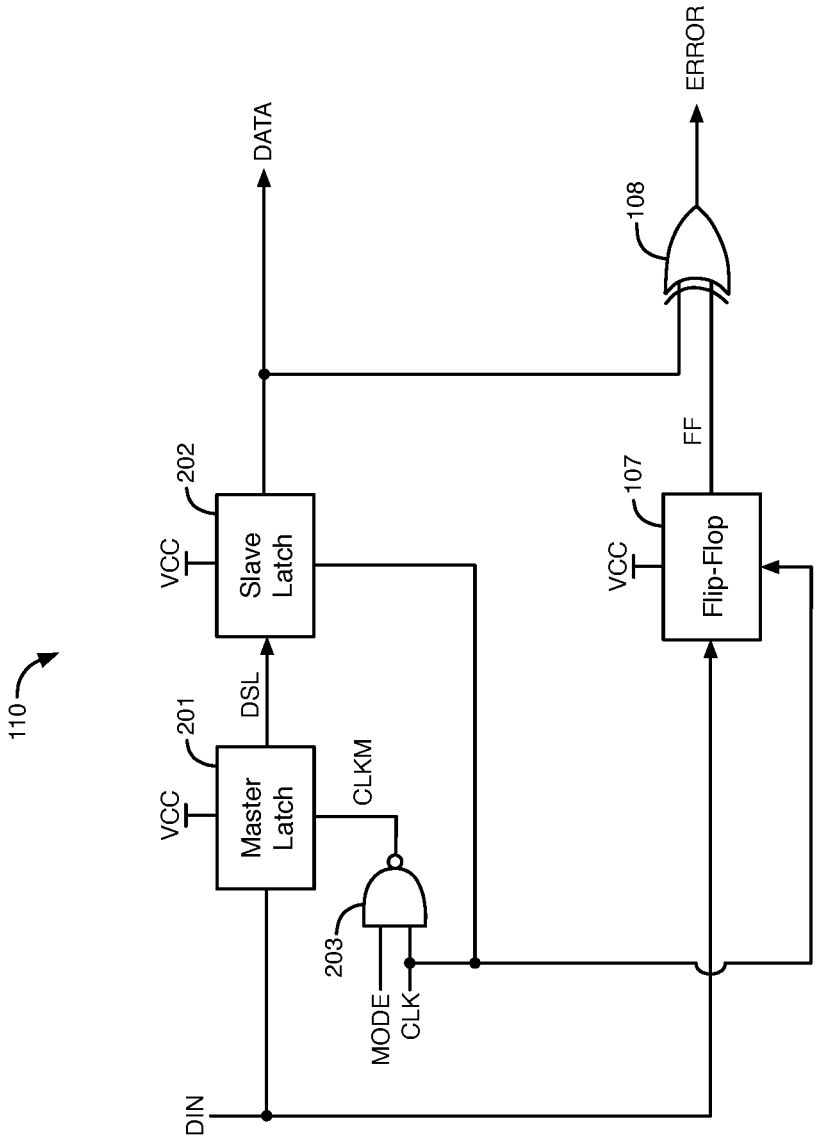 110
DIN
VCC
201
Master
Latch
DSL
VCC
202
Slave
Latch
DATA
203
MODE
CLK
CLKM
VCC
107
Flip-Flop
FF
108
ERROR